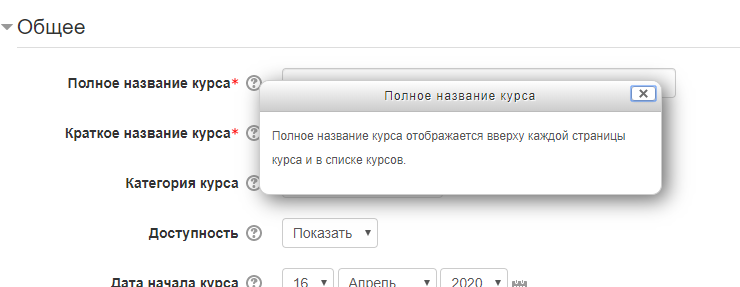 Общее
Полное название курса*
Полное название курса
Полное название курса отображается вверху каждой страницы
курса и в списке курсов.
Краткое название курса*
Категория курса
Доступность
Показать
Дата начала курса
16 Апрель 2020